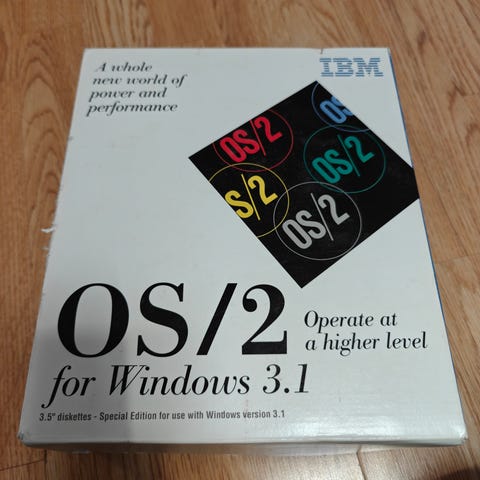 A whole
new world of
power and
performance
IBM
OS/2
OS
OS/2
S/2
OS/2
OS/2
Operate at
a higher level
for Windows 3.1
3.5" diskettes - Special Edition for use with Windows version 3.1